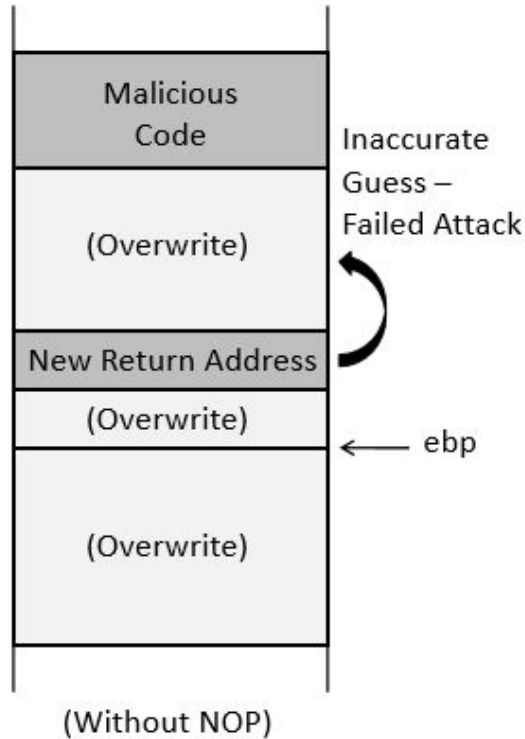 Malicious
Code
Inaccurate
Guess –
Failed Attack
(Overwrite)
New Return Address
(Overwrite)
ebp
(Overwrite)
(Without NOP)